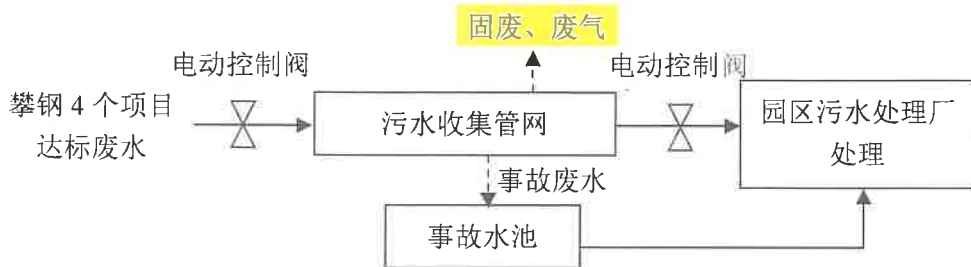 固废、废气
电动控制阀
电动控制阀
攀钢4个项目
达标废水
污水收集管网
园区污水处理厂
处理
事故废水
事故水池